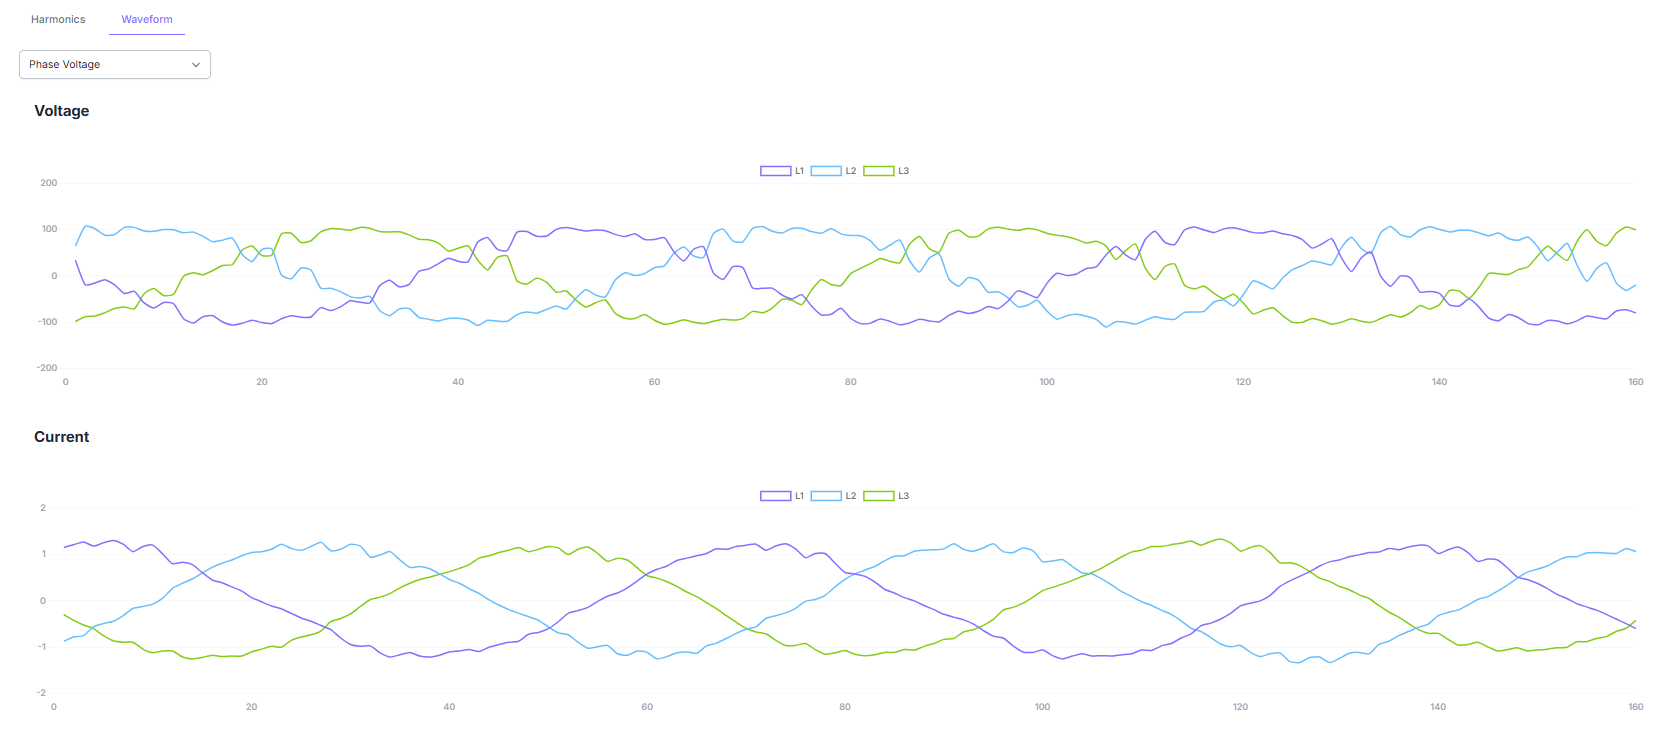 Harmonics Waveform
Phase Voltage
Voltage
L1 L2 L3
200
100
0
-100
-200
0 20 40 60 80 100 120 140 160
Current
L1 L2 L3
2
1
0
-1
-2
0 20 40 60 80 100 120 140 160